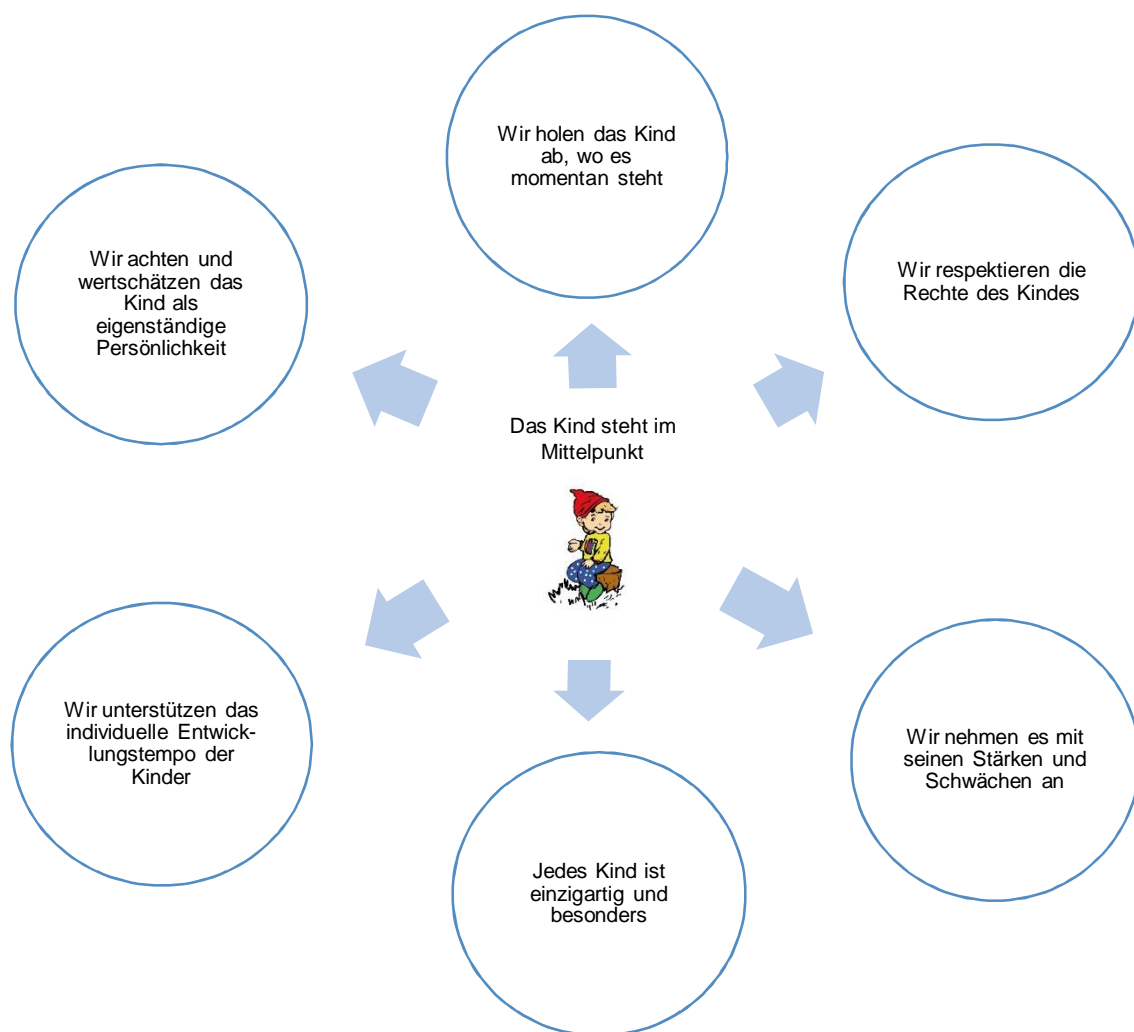 Wir holen das Kind
ab, wo es
momentan steht
Wir achten und
wertschätzen das
Kind als
eigenständige
Persönlichkeit
Wir respektieren die
Rechte des Kindes
Das Kind steht im
Mittelpunkt
Wir unterstützen das
individuelle Entwick-
lungstempo der
Kinder
Wir nehmen es mit
seinen Stärken und
Schwächen an
Jedes Kind ist
einzigartig und
besonders